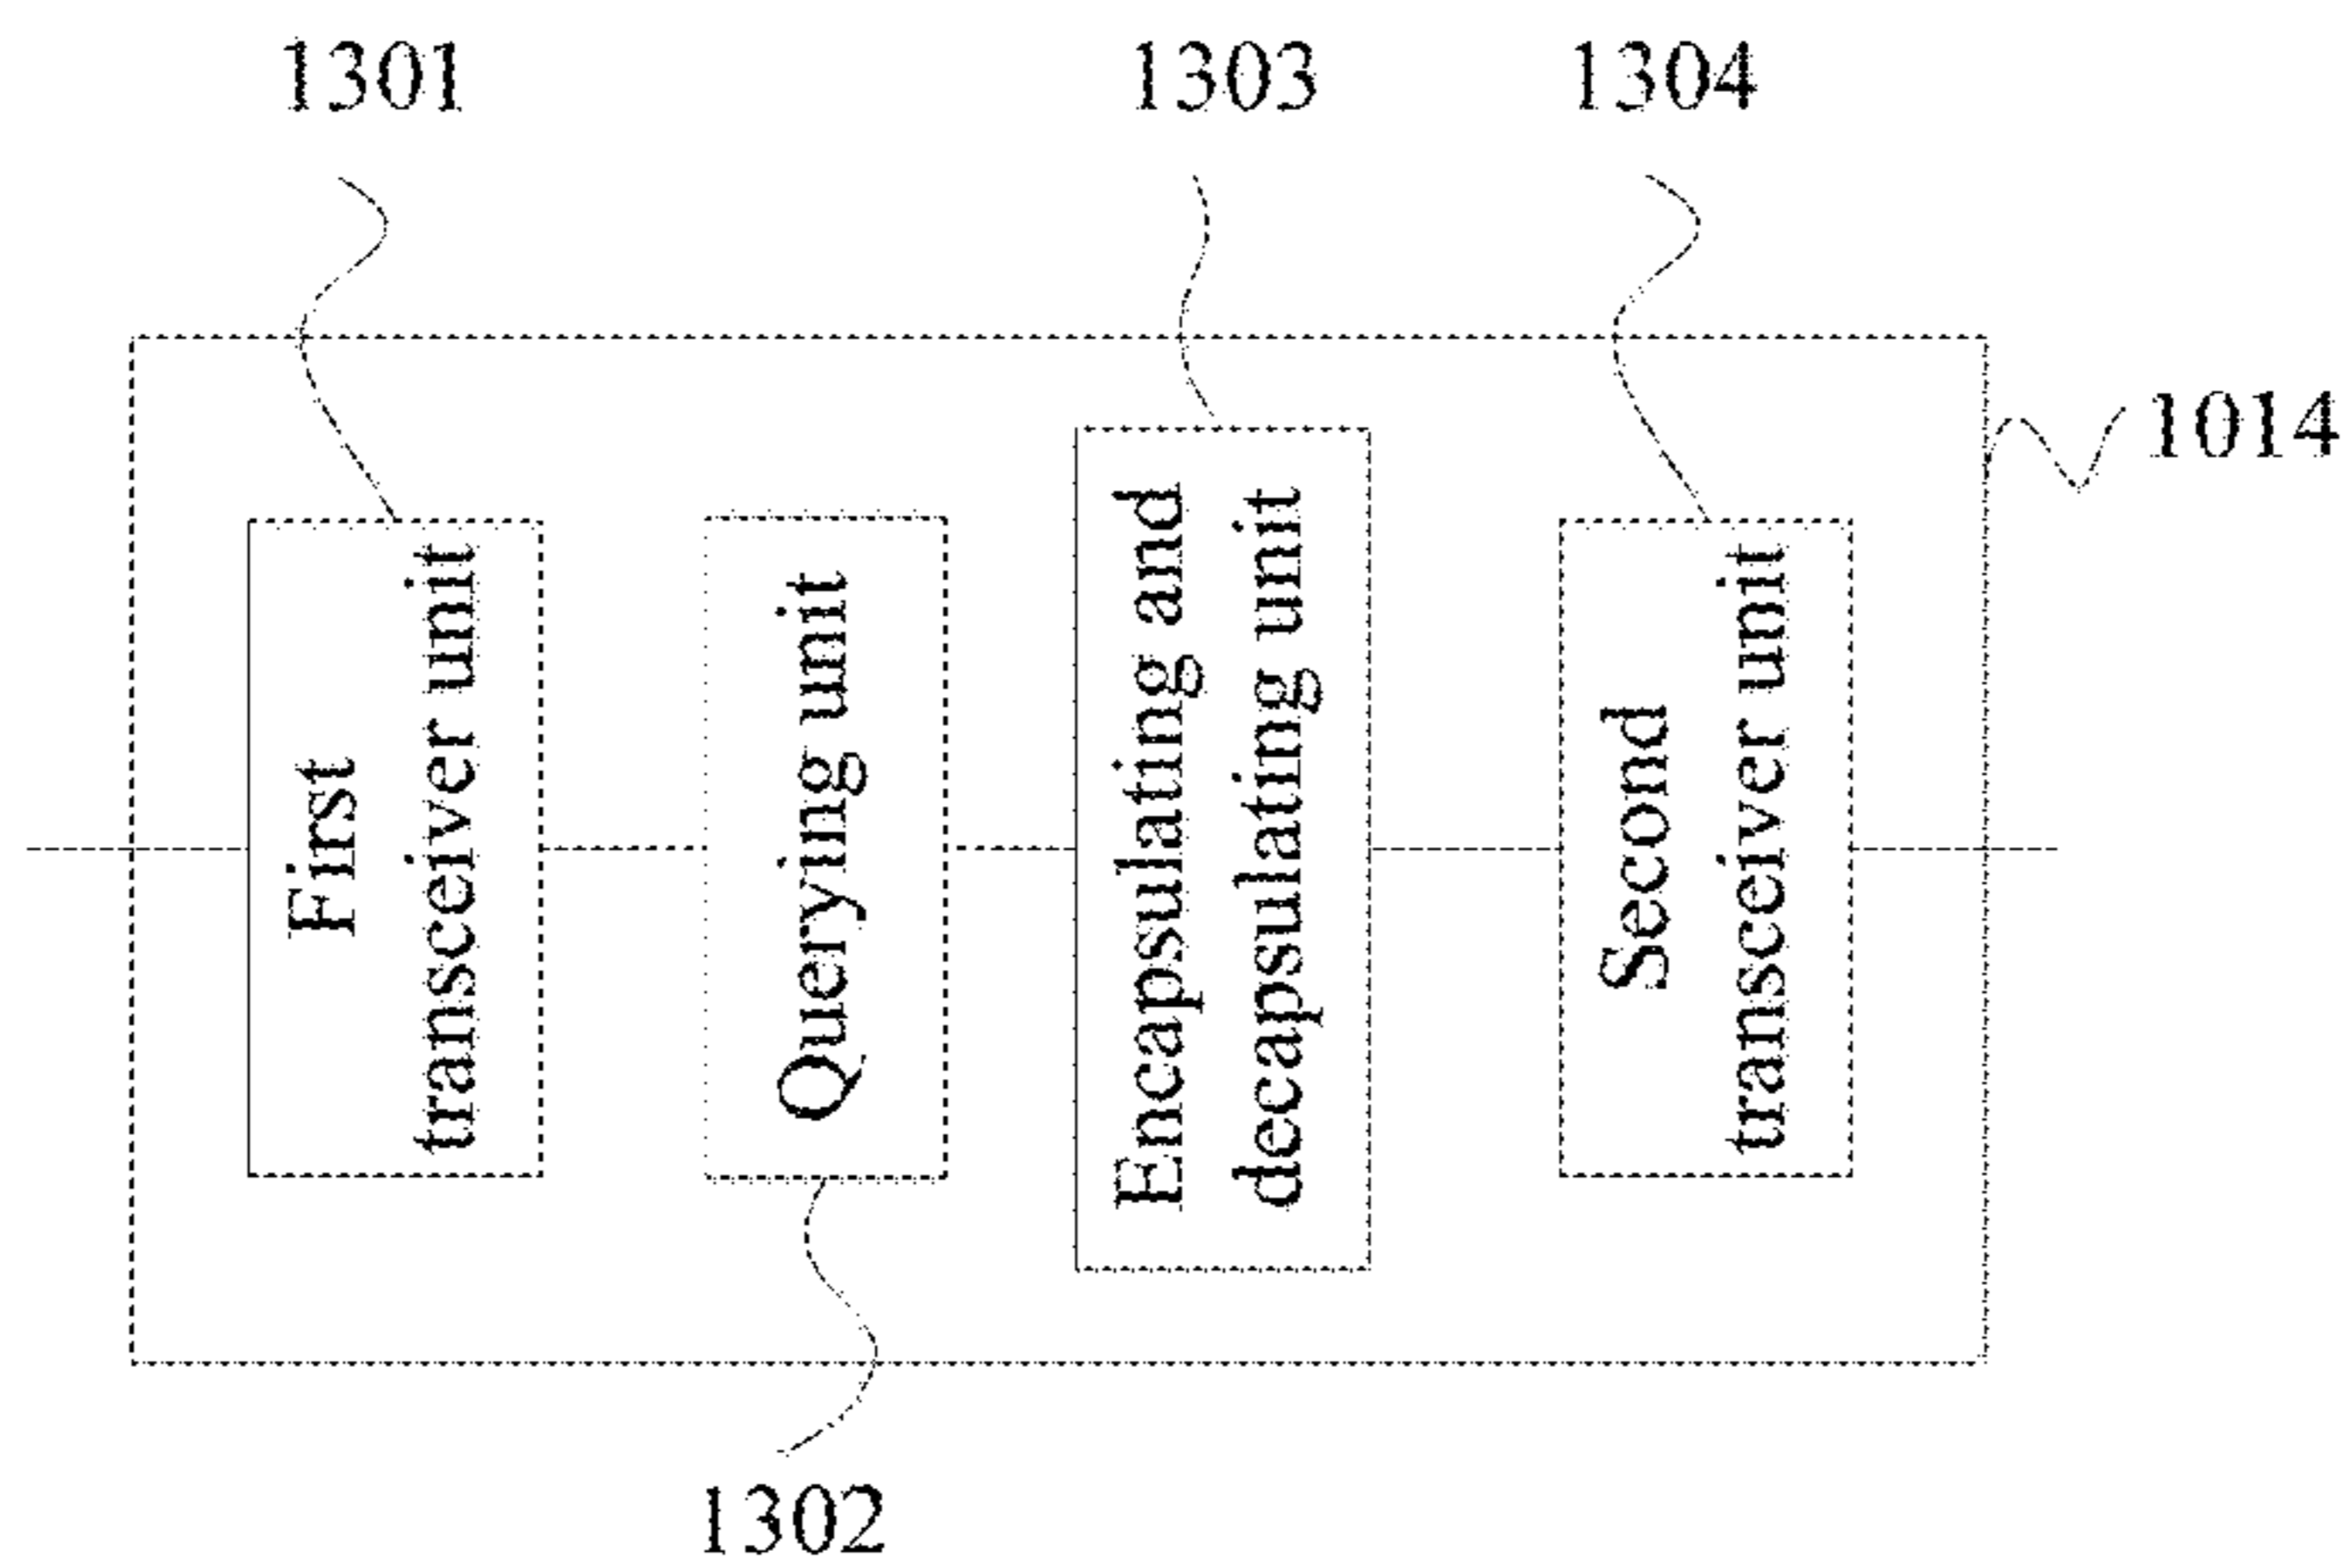 1301
1303
1304
1014
First
transceiver unit
Querying unit
Encapsulating and
decapsulating unit
Second
transceiver unit
1302